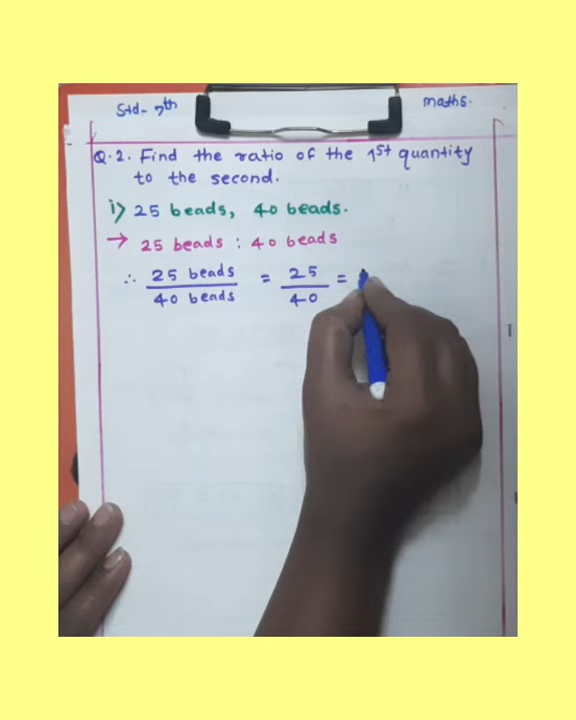 Std- 7th
maths.
Q.2. Find the ratio of the 1st quantity
to the second.
i) 25 beads, 40 beads.
→ 25 beads : 40 beads
∴ 25 beads / 40 beads = 25 / 40 =